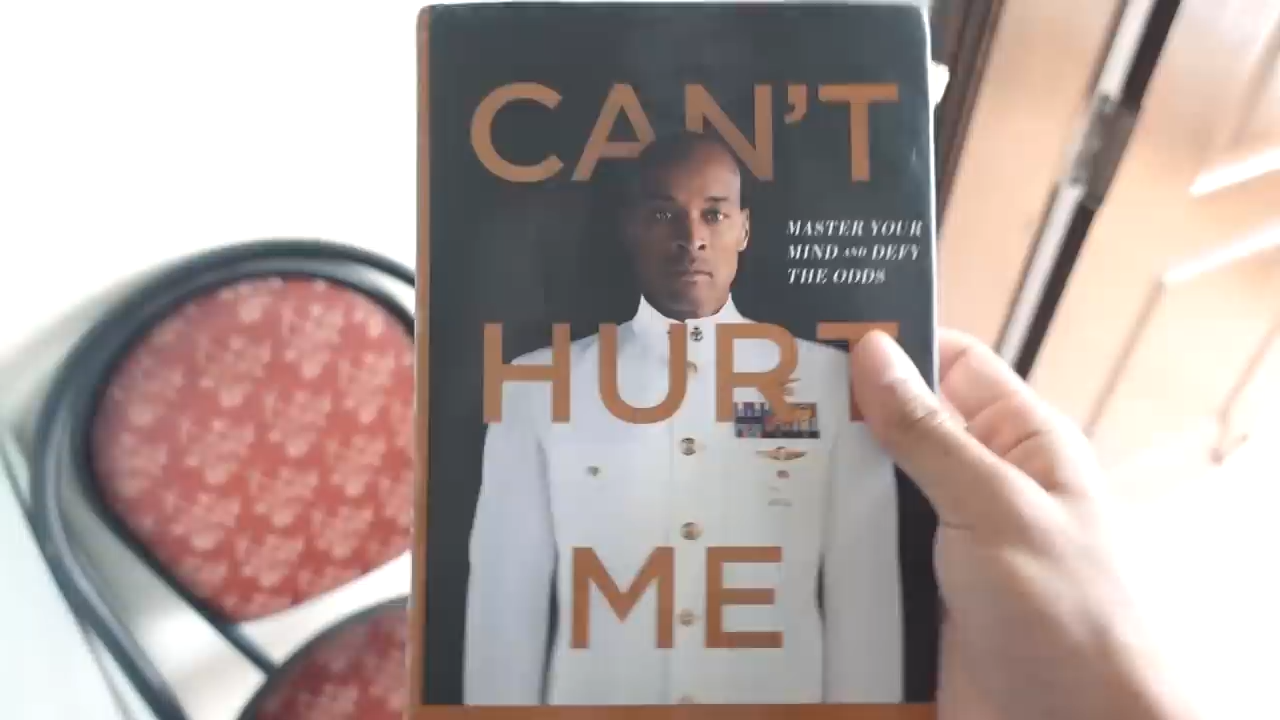 CAN'T
MASTER YOUR
MIND AND DEFY
THE ODDS
HURT
ME